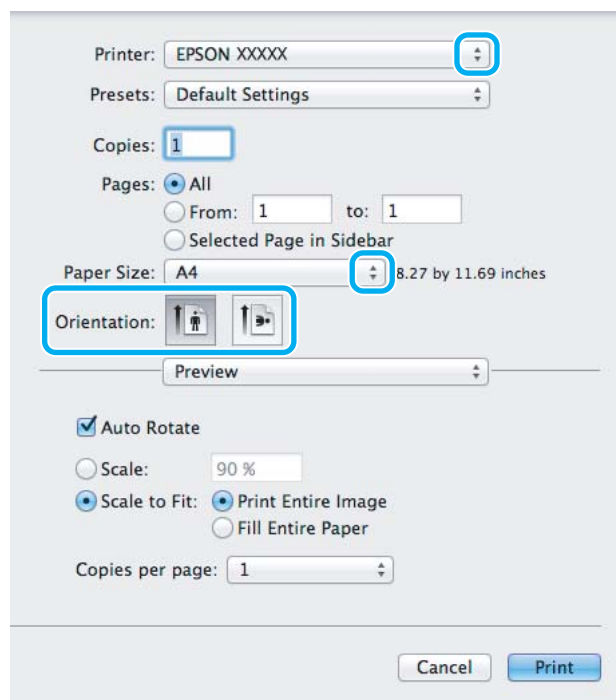 Printer: EPSON XXXXX
Presets: Default Settings
Copies: 1
Pages: All
From: 1 to: 1
Selected Page in Sidebar
Paper Size: A4 8.27 by 11.69 inches
Orientation:
Preview
Auto Rotate
Scale: 90 %
Scale to Fit: Print Entire Image
Fill Entire Paper
Copies per page: 1
Cancel Print